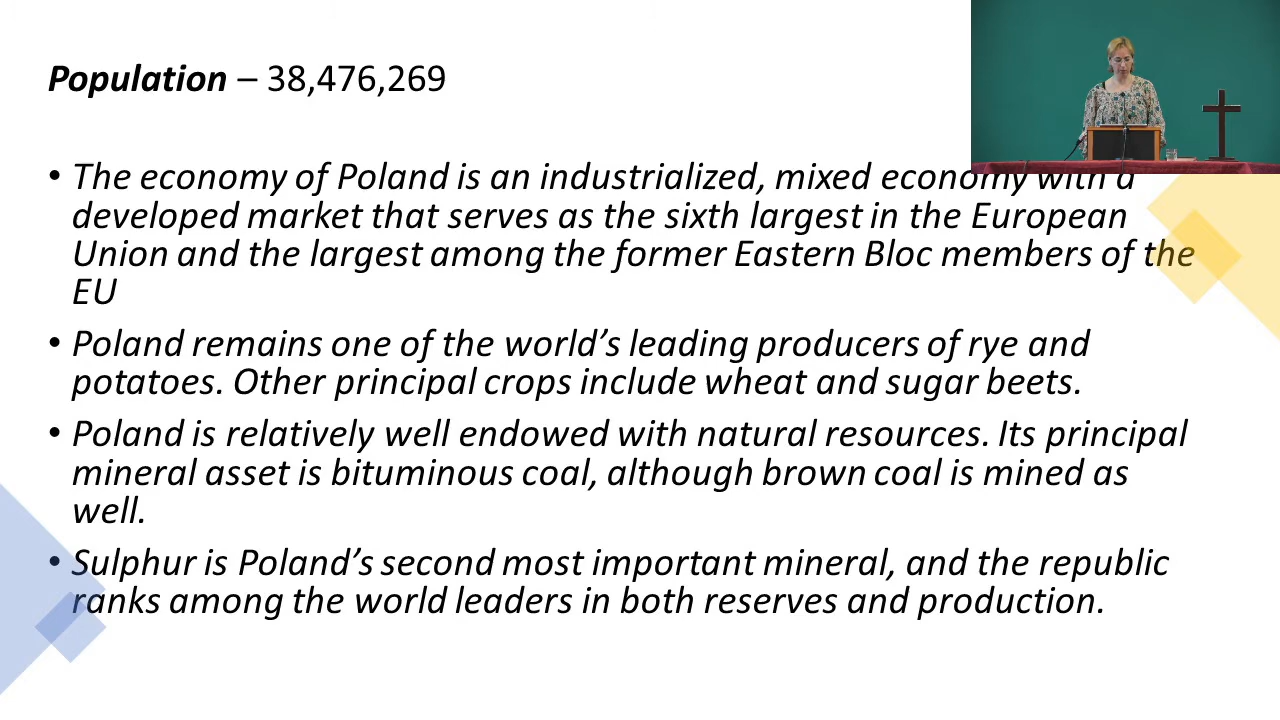 Population – 38,476,269
• The economy of Poland is an industrialized, mixed economy with a
developed market that serves as the sixth largest in the European
Union and the largest among the former Eastern Bloc members of the
EU
• Poland remains one of the world’s leading producers of rye and
potatoes. Other principal crops include wheat and sugar beets.
• Poland is relatively well endowed with natural resources. Its principal
mineral asset is bituminous coal, although brown coal is mined as
well.
• Sulphur is Poland’s second most important mineral, and the republic
ranks among the world leaders in both reserves and production.